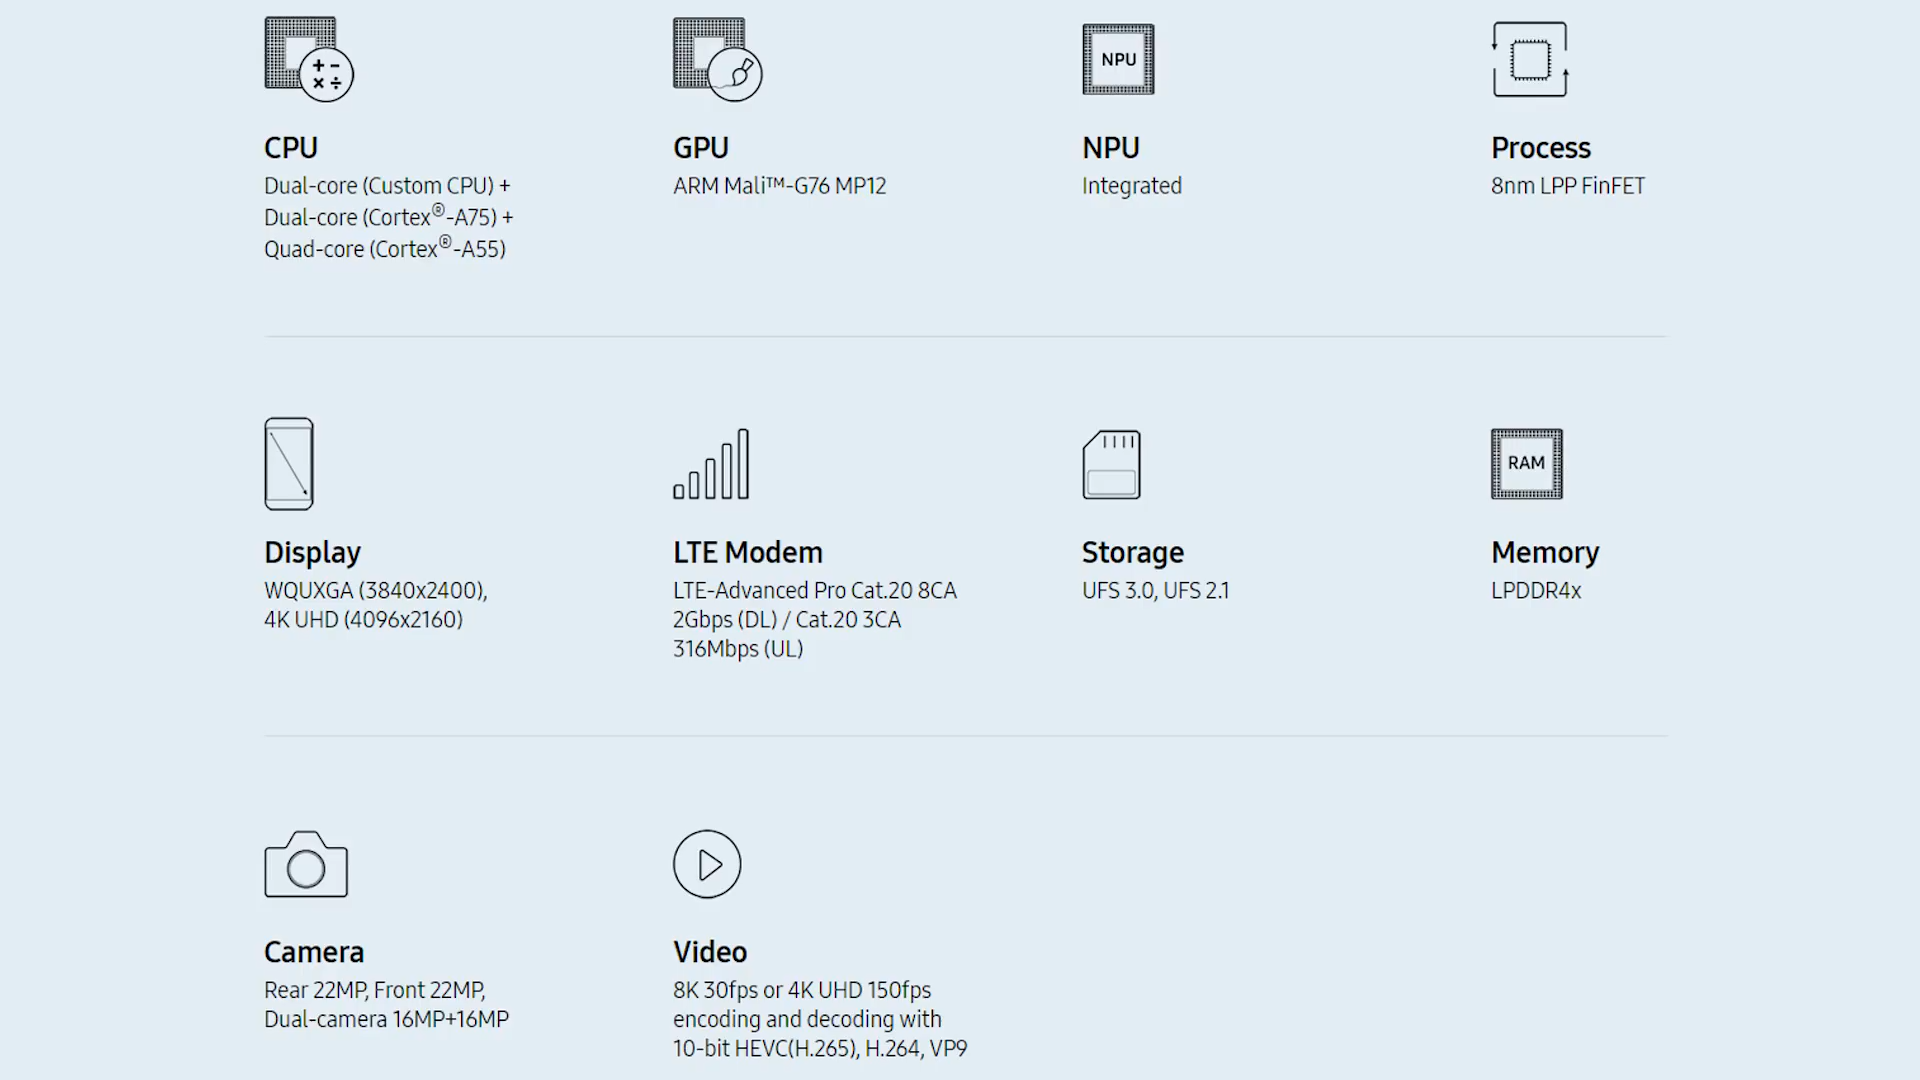 NPU
CPU
Dual-core (Custom CPU) +
Dual-core (Cortex®-A75) +
Quad-core (Cortex®-A55)
GPU
ARM Mali™-G76 MP12
NPU
Integrated
Process
8nm LPP FinFET
RAM
Display
WQUXGA (3840x2400),
4K UHD (4096x2160)
LTE Modem
LTE-Advanced Pro Cat.20 8CA
2Gbps (DL) / Cat.20 3CA
316Mbps (UL)
Storage
UFS 3.0, UFS 2.1
Memory
LPDDR4x
Camera
Rear 22MP, Front 22MP,
Dual-camera 16MP+16MP
Video
8K 30fps or 4K UHD 150fps
encoding and decoding with
10-bit HEVC(H.265), H.264, VP9